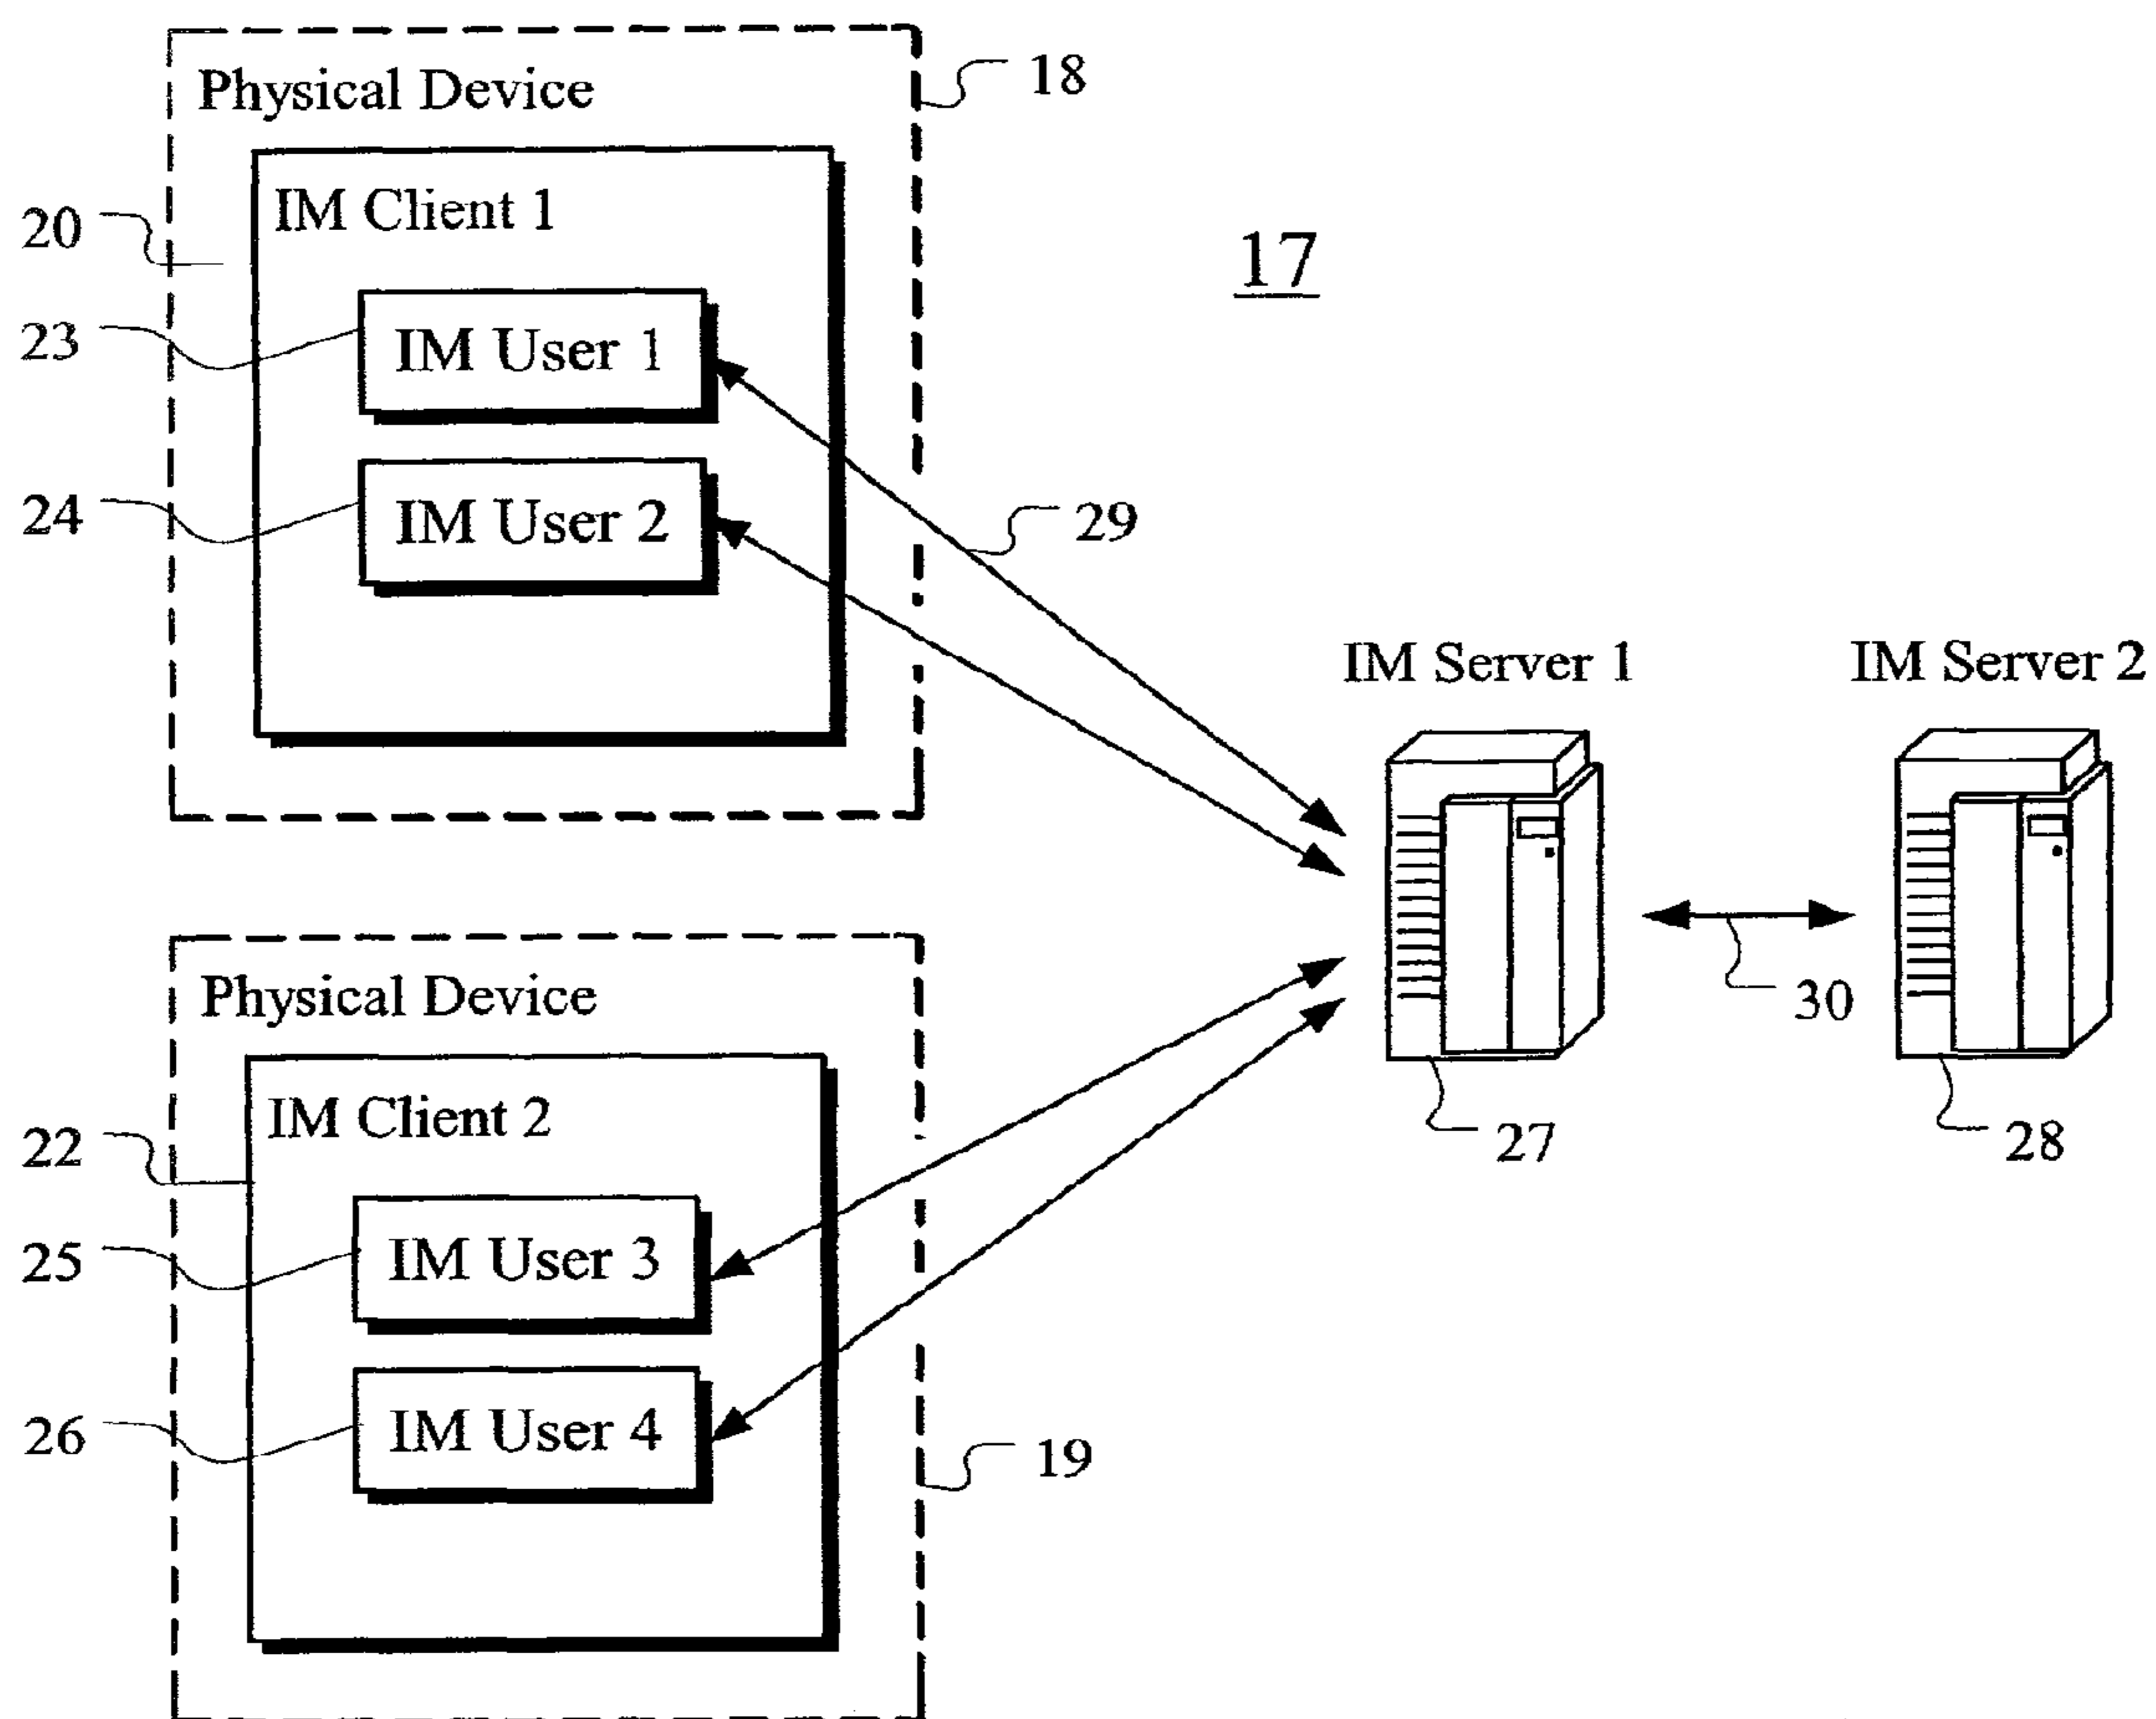 Physical Device
18
IM Client 1
20
17
IM User 1
23
IM User 2
24
29
IM Server 1
IM Server 2
Physical Device
30
IM Client 2
22
27
28
IM User 3
25
IM User 4
26
19